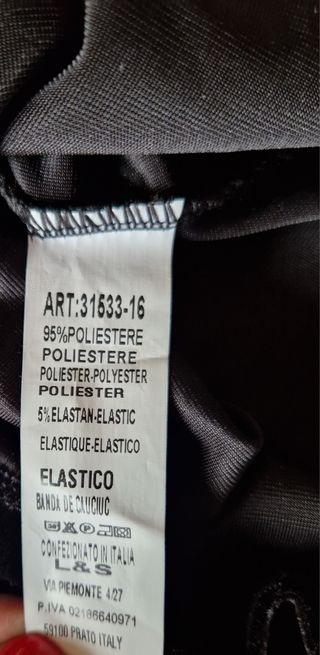 ART:31533-16
95%POLIESTERE
POLIESTERE
POLIESTER-POLYESTER
POLIESTER
5%ELASTAN-ELASTIC
ELASTIQUE-ELASTICO
ELASTICO
BANDA DE CAUCIUC
CONFEZIONATO IN ITALIA
L&S
VIA PIEMONTE 4/27
P.IVA 02186640971
59100 PRATO ITALY